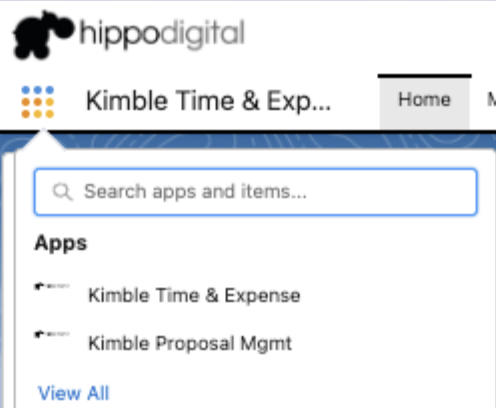 hippodigital
Kimble Time & Exp...
Home
Search apps and items...
Apps
Kimble Time & Expense
Kimble Proposal Mgmt
View All